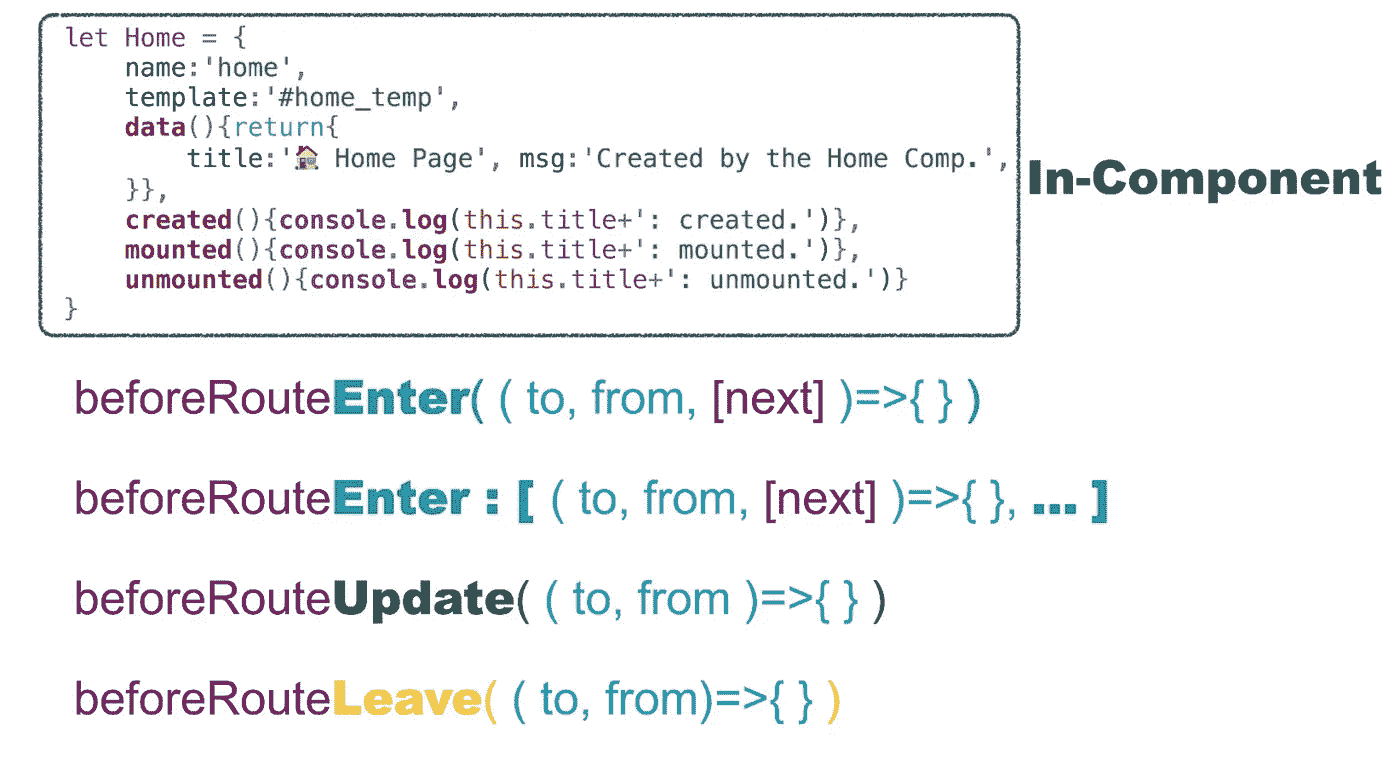 let Home = {
name:'home',
template:'#home_temp',
data(){return{
title:'🏠 Home Page', msg:'Created by the Home Comp.',
}},
created(){console.log(this.title+': created.')},
mounted(){console.log(this.title+': mounted.')},
unmounted(){console.log(this.title+': unmounted.')}
}
In-Component
beforeRouteEnter( ( to, from, [next] )=>{ } )
beforeRouteEnter : [ ( to, from, [next] )=>{ }, ... ]
beforeRouteUpdate( ( to, from )=>{ } )
beforeRouteLeave( ( to, from)=>{ } )